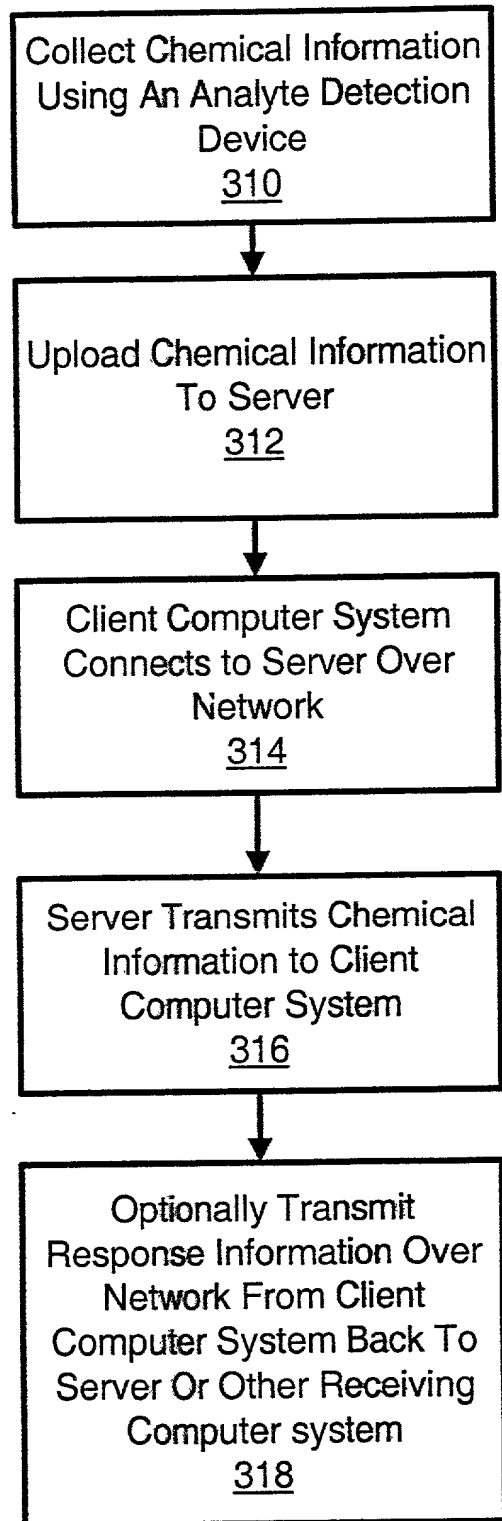 Collect Chemical Information
Using An Analyte Detection
Device
310
Upload Chemical Information
To Server
312
Client Computer System
Connects to Server Over
Network
314
Server Transmits Chemical
Information to Client
Computer System
316
Optionally Transmit
Response Information Over
Network From Client
Computer System Back To
Server Or Other Receiving
Computer system
318